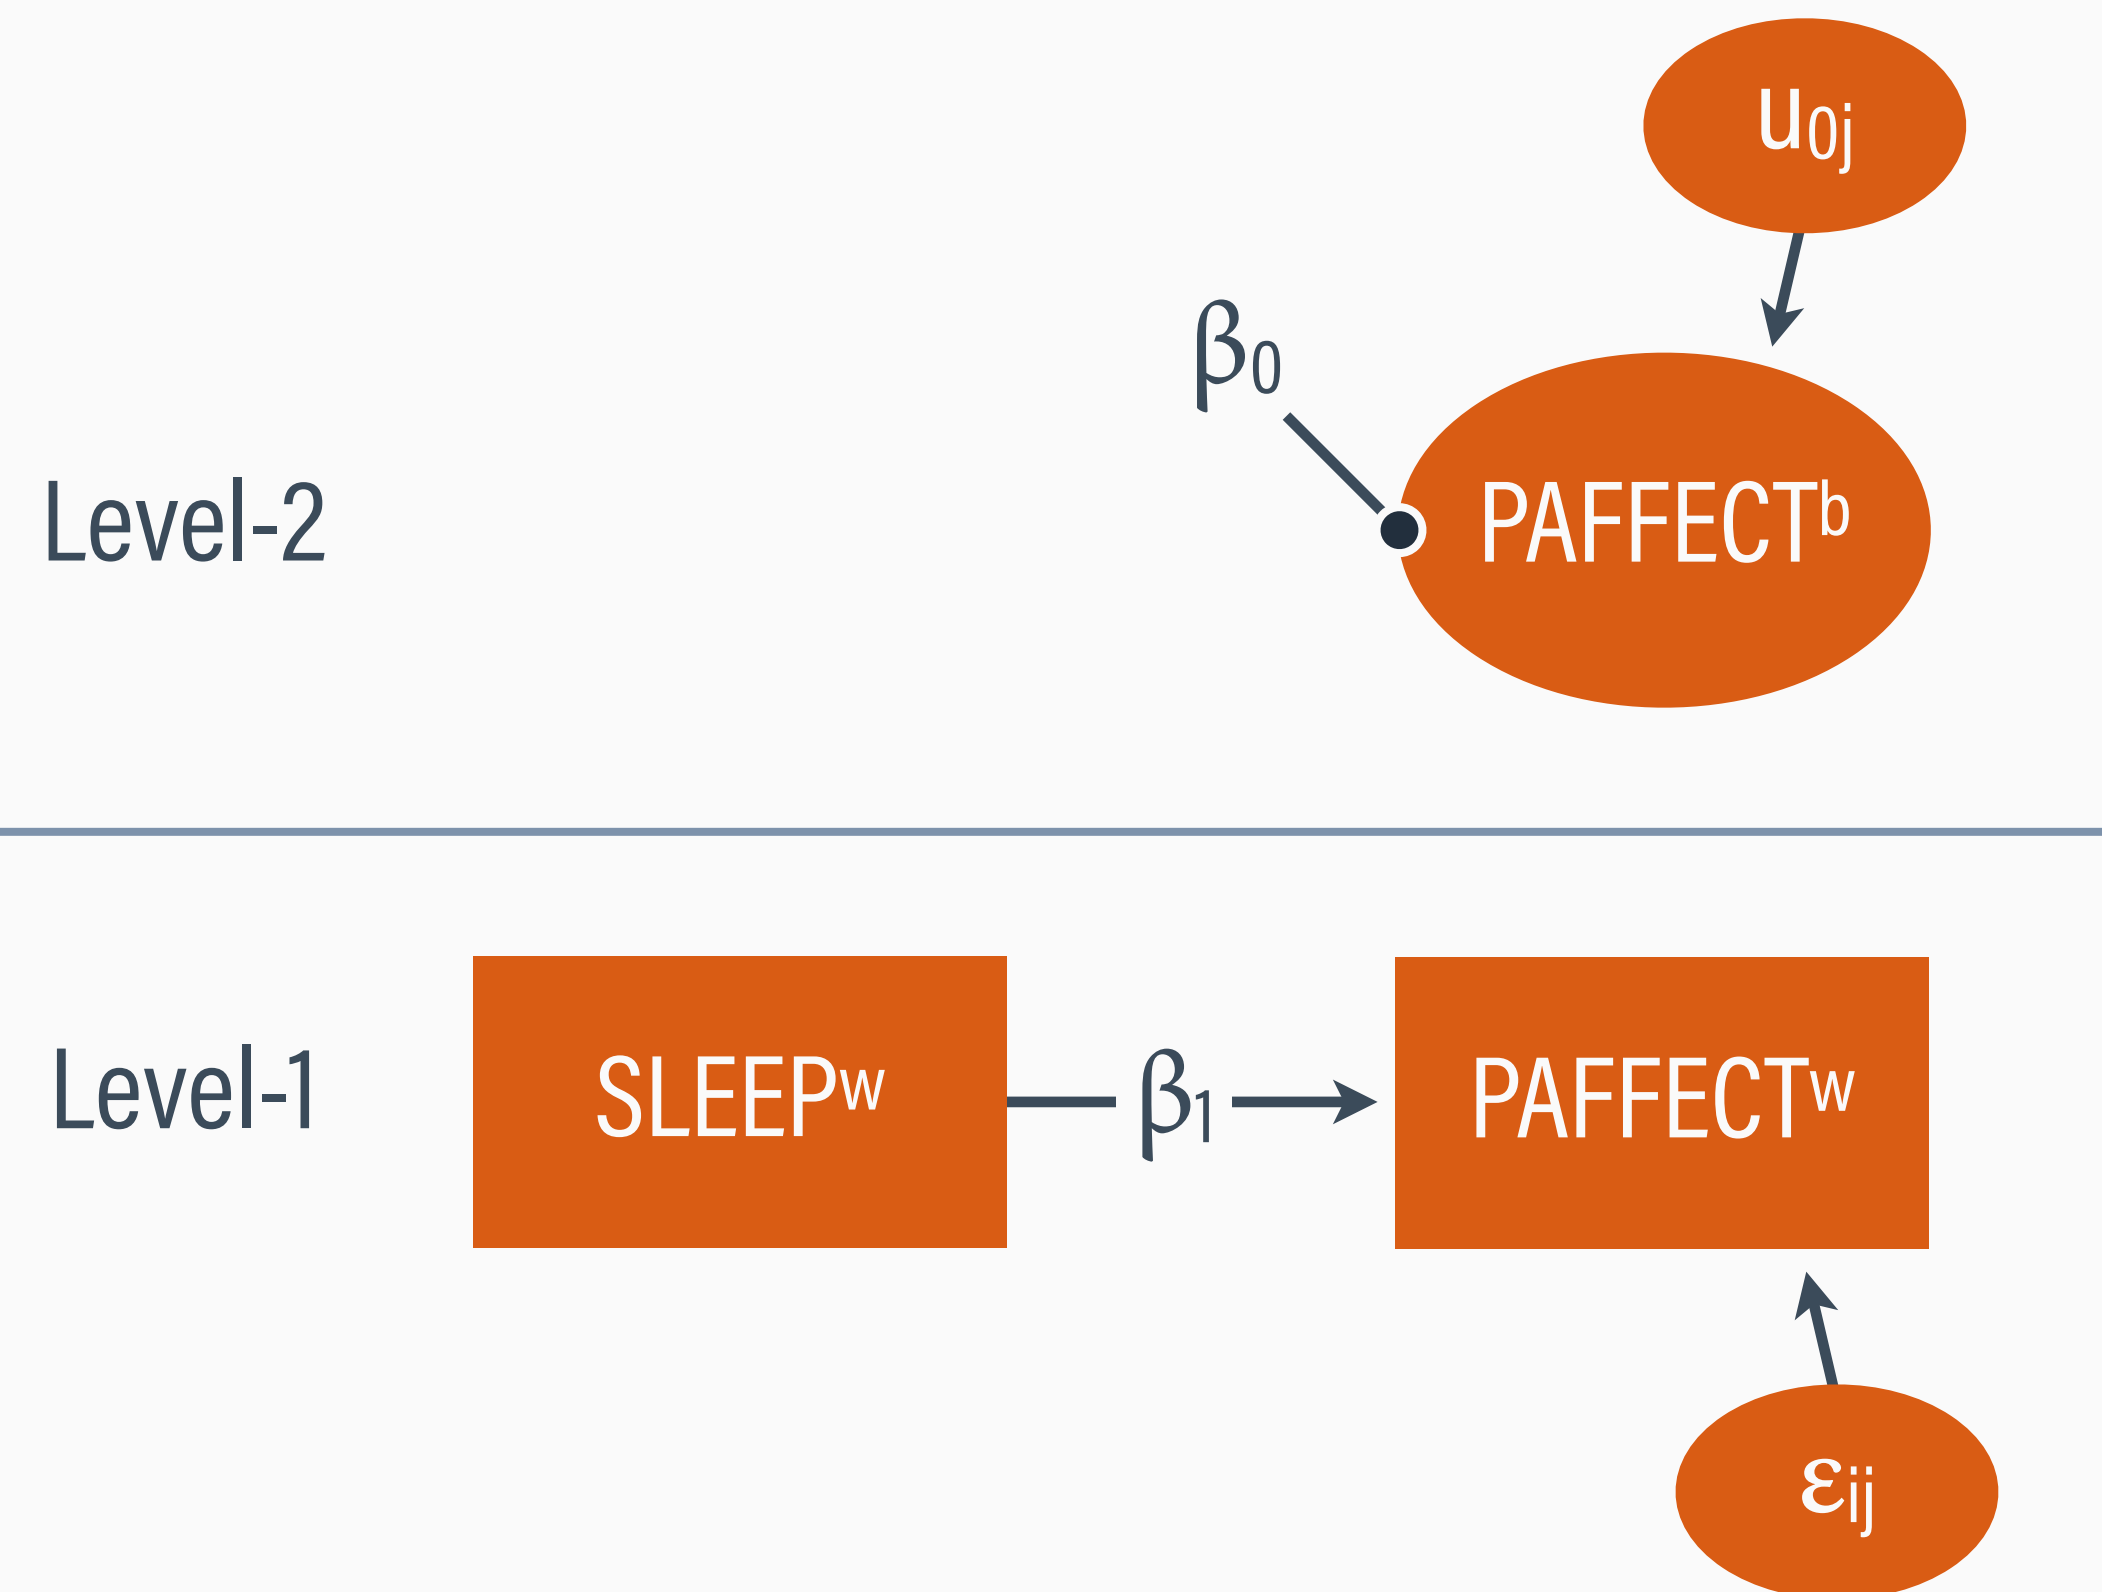 u₀ⱼ
β₀
Level-2
PAFFECTᵇ
Level-1
SLEEPʷ
β₁
PAFFECTʷ
εᵢⱼ